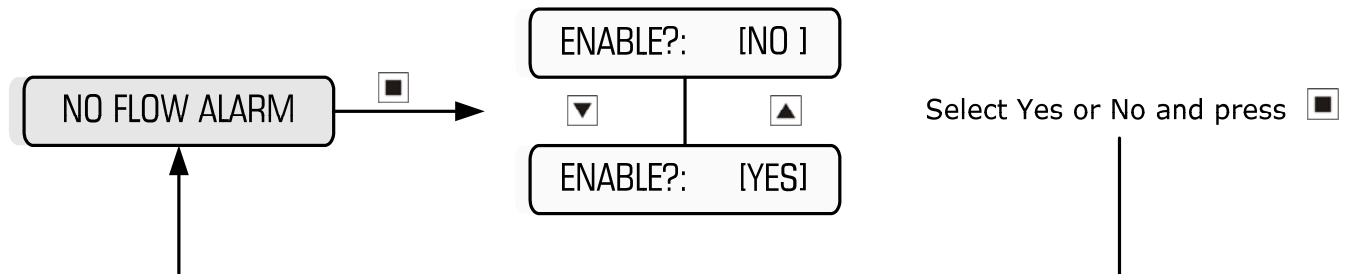 NO FLOW ALARM
ENABLE?: [NO ]
ENABLE?: [YES]
Select Yes or No and press